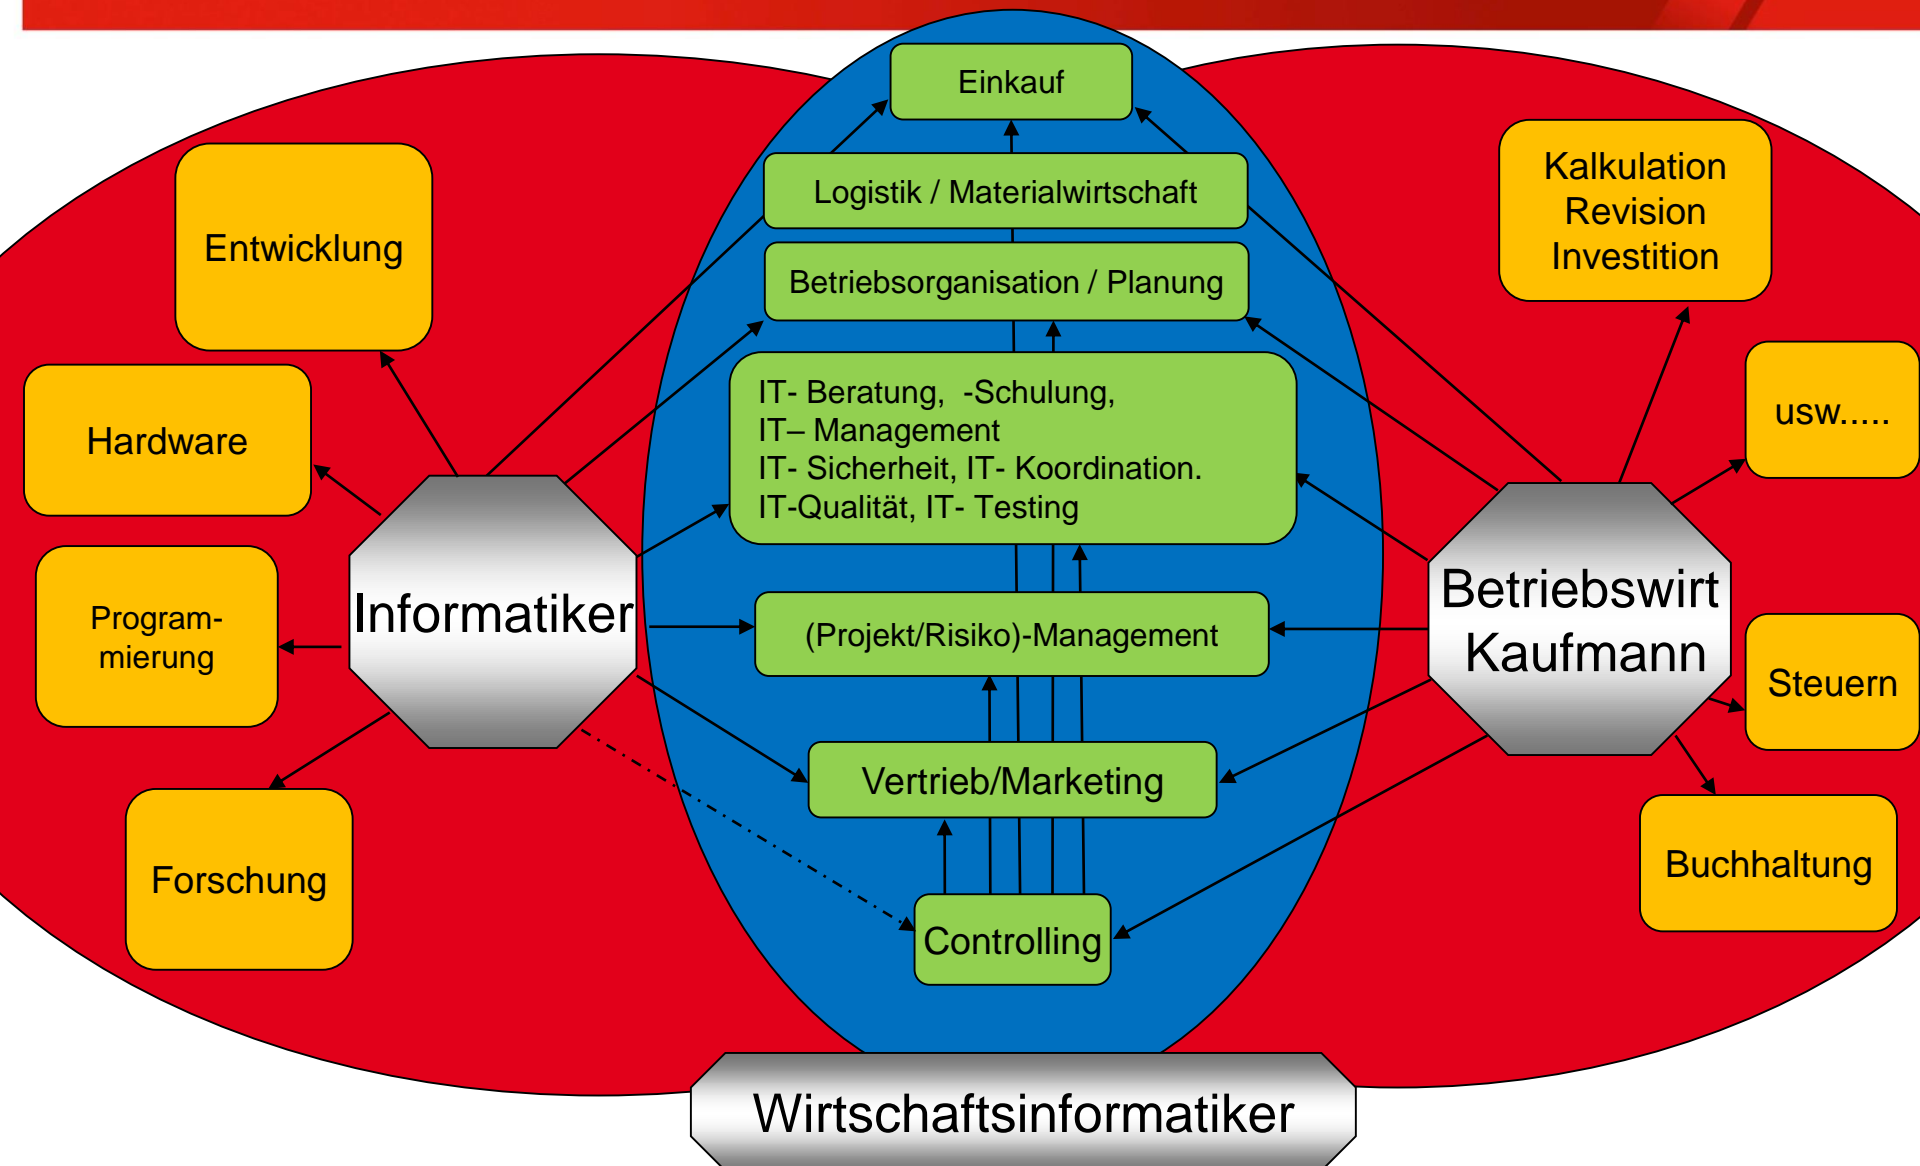 Einkauf
Logistik / Materialwirtschaft
Betriebsorganisation / Planung
IT- Beratung,  -Schulung,
IT– Management
IT- Sicherheit, IT- Koordination.
IT-Qualität, IT- Testing
(Projekt/Risiko)-Management
Vertrieb/Marketing
Controlling
Entwicklung
Hardware
Program-
mierung
Forschung
Informatiker
Kalkulation
Revision
Investition
usw.....
Betriebswirt
Kaufmann
Steuern
Buchhaltung
Wirtschaftsinformatiker